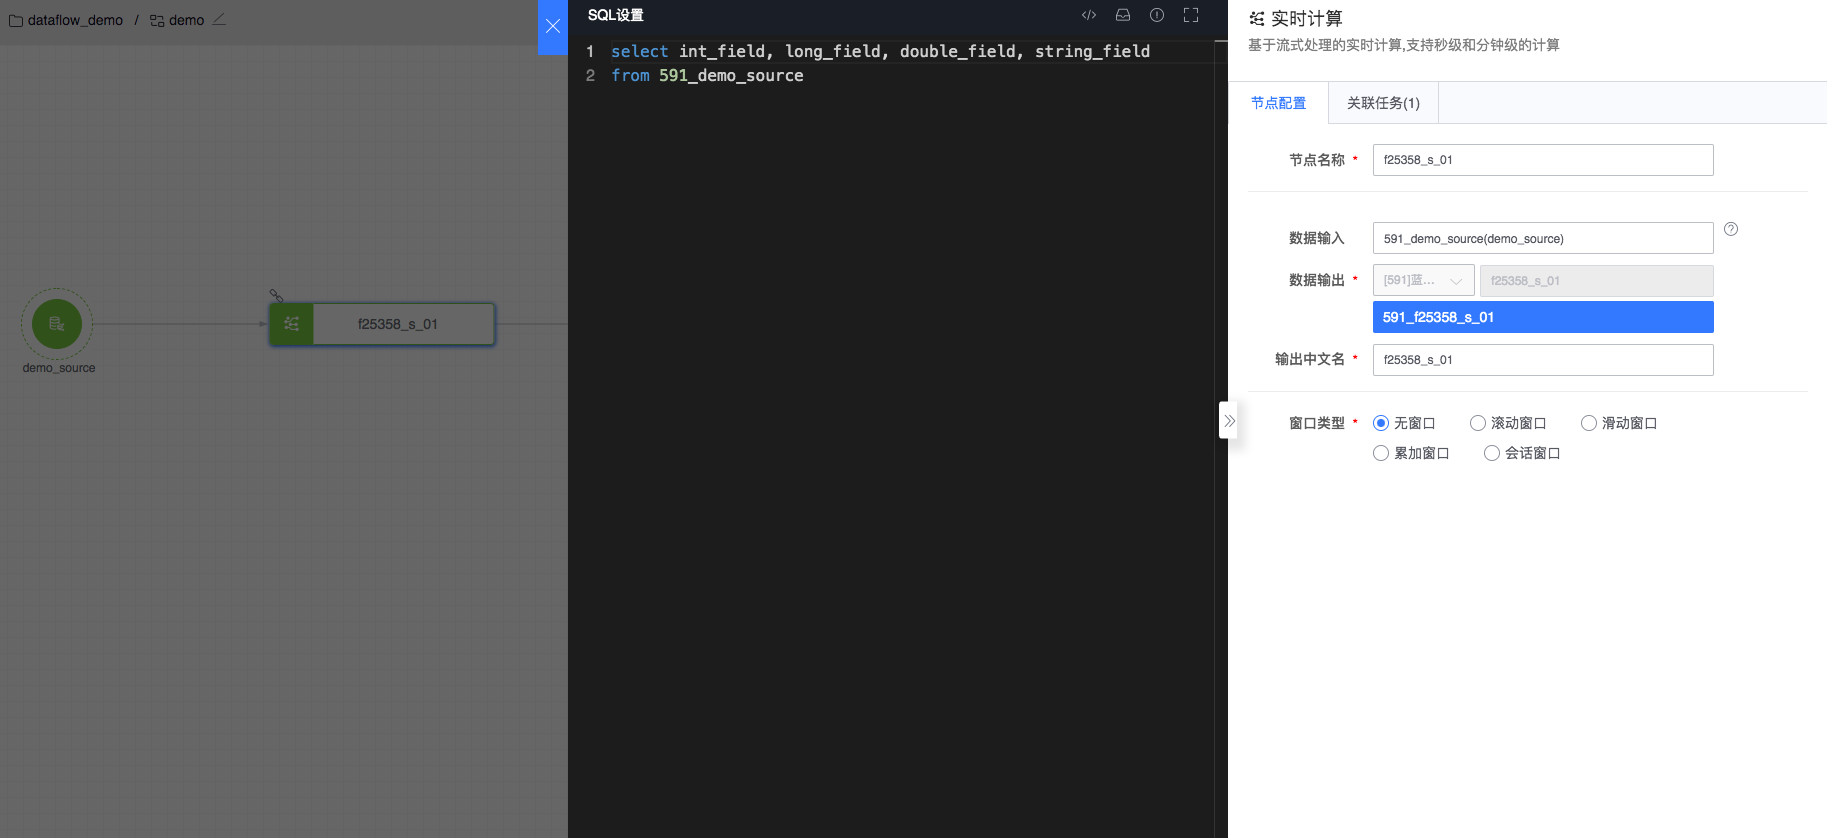 dataflow_demo / demo
demo_source
f25358_s_01
SQL设置
1 select int_field, long_field, double_field, string_field
2 from 591_demo_source
实时计算
基于流式处理的实时计算,支持秒级和分钟级的计算
节点配置
关联任务(1)
节点名称 * f25358_s_01
数据输入 591_demo_source(demo_source)
数据输出 * [591]蓝... f25358_s_01
591_f25358_s_01
输出中文名 * f25358_s_01
窗口类型 * 无窗口 滚动窗口 滑动窗口
累加窗口 会话窗口